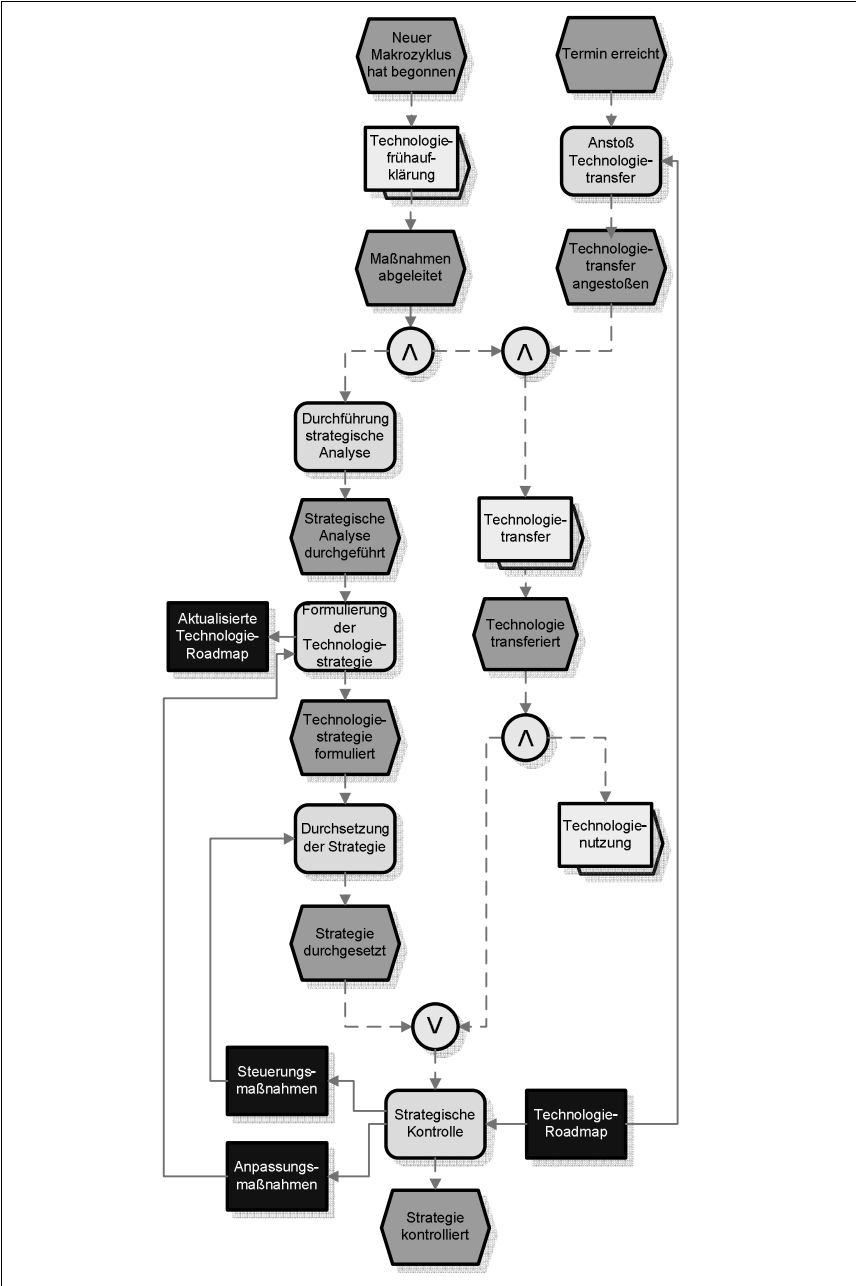 Neuer
Makrozyklus
hat begonnen
Termin erreicht
Technologie-
frühauf-
klärung
Anstoß
Technologie-
transfer
Maßnahmen
abgeleitet
Technologie-
transfer
angestoßen
Λ
Λ
Durchführung
strategische
Analyse
Strategische
Analyse
durchgeführt
Technologie-
transfer
Aktualisierte
Technologie-
Roadmap
Formulierung
der
Technologie-
strategie
Technologie
transferiert
Technologie-
strategie
formuliert
Λ
Durchsetzung
der Strategie
Technologie-
nutzung
Strategie
durchgesetzt
V
Steuerungs-
maßnahmen
Strategische
Kontrolle
Technologie-
Roadmap
Anpassungs-
maßnahmen
Strategie
kontrolliert